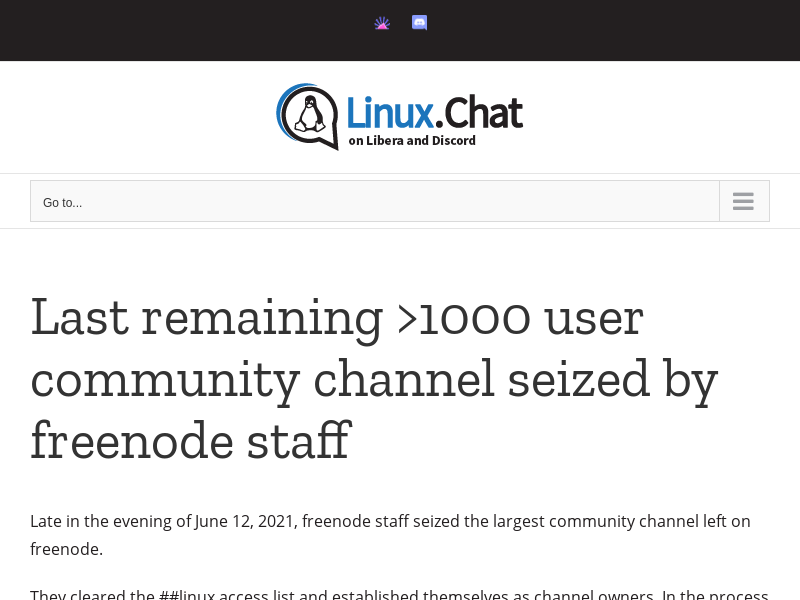 Linux.Chat
on Libera and Discord
Go to...
Last remaining >1000 user
community channel seized by
freenode staff
Late in the evening of June 12, 2021, freenode staff seized the largest community channel left on
freenode.
They cleared the ##linux access list and established themselves as channel owners. In the process